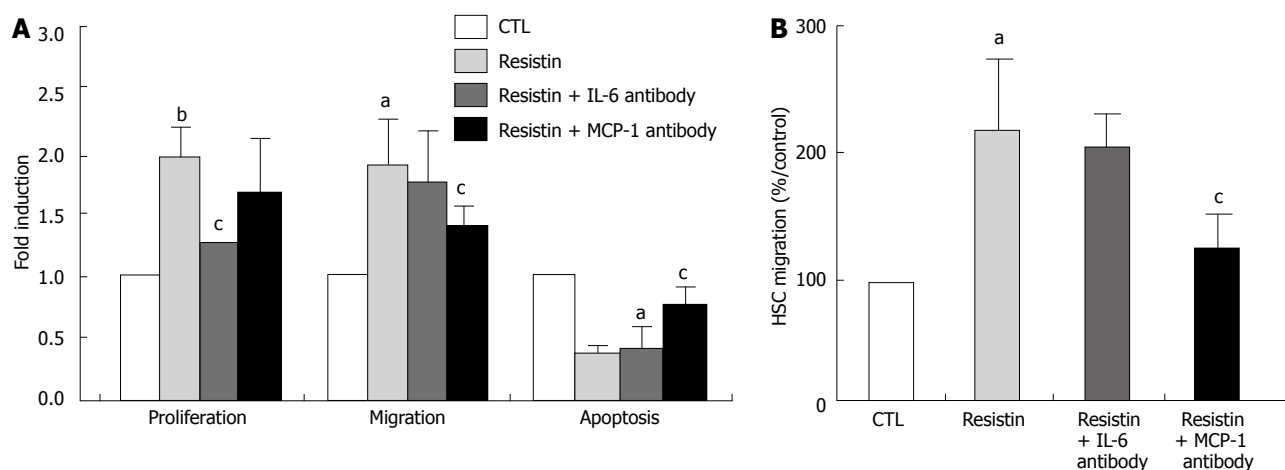 A
3.0
2.5
2.0
1.5
1.0
0.5
0.0
Fold induction
CTL
Resistin
Resistin + IL-6 antibody
Resistin + MCP-1 antibody
b
c
a
c
a
c
Proliferation
Migration
Apoptosis
B
300
200
100
0
HSC migration (%/control)
a
c
CTL
Resistin
Resistin
+ IL-6
antibody
Resistin
+ MCP-1
antibody